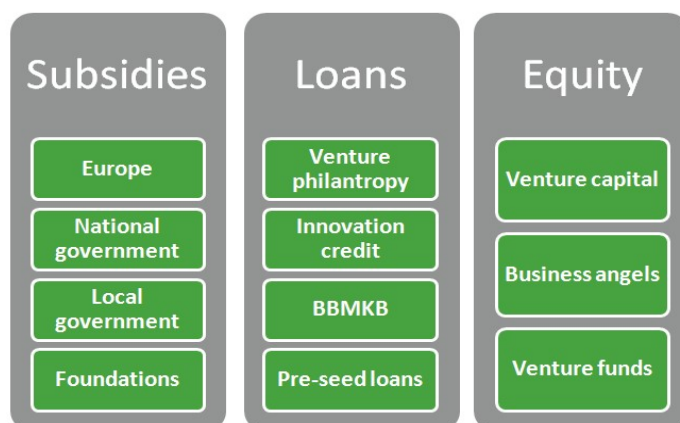 Subsidies
Europe
National
government
Local
government
Foundations
Loans
Venture
philantropy
Innovation
credit
BBMKB
Pre-seed loans
Equity
Venture capital
Business angels
Venture funds